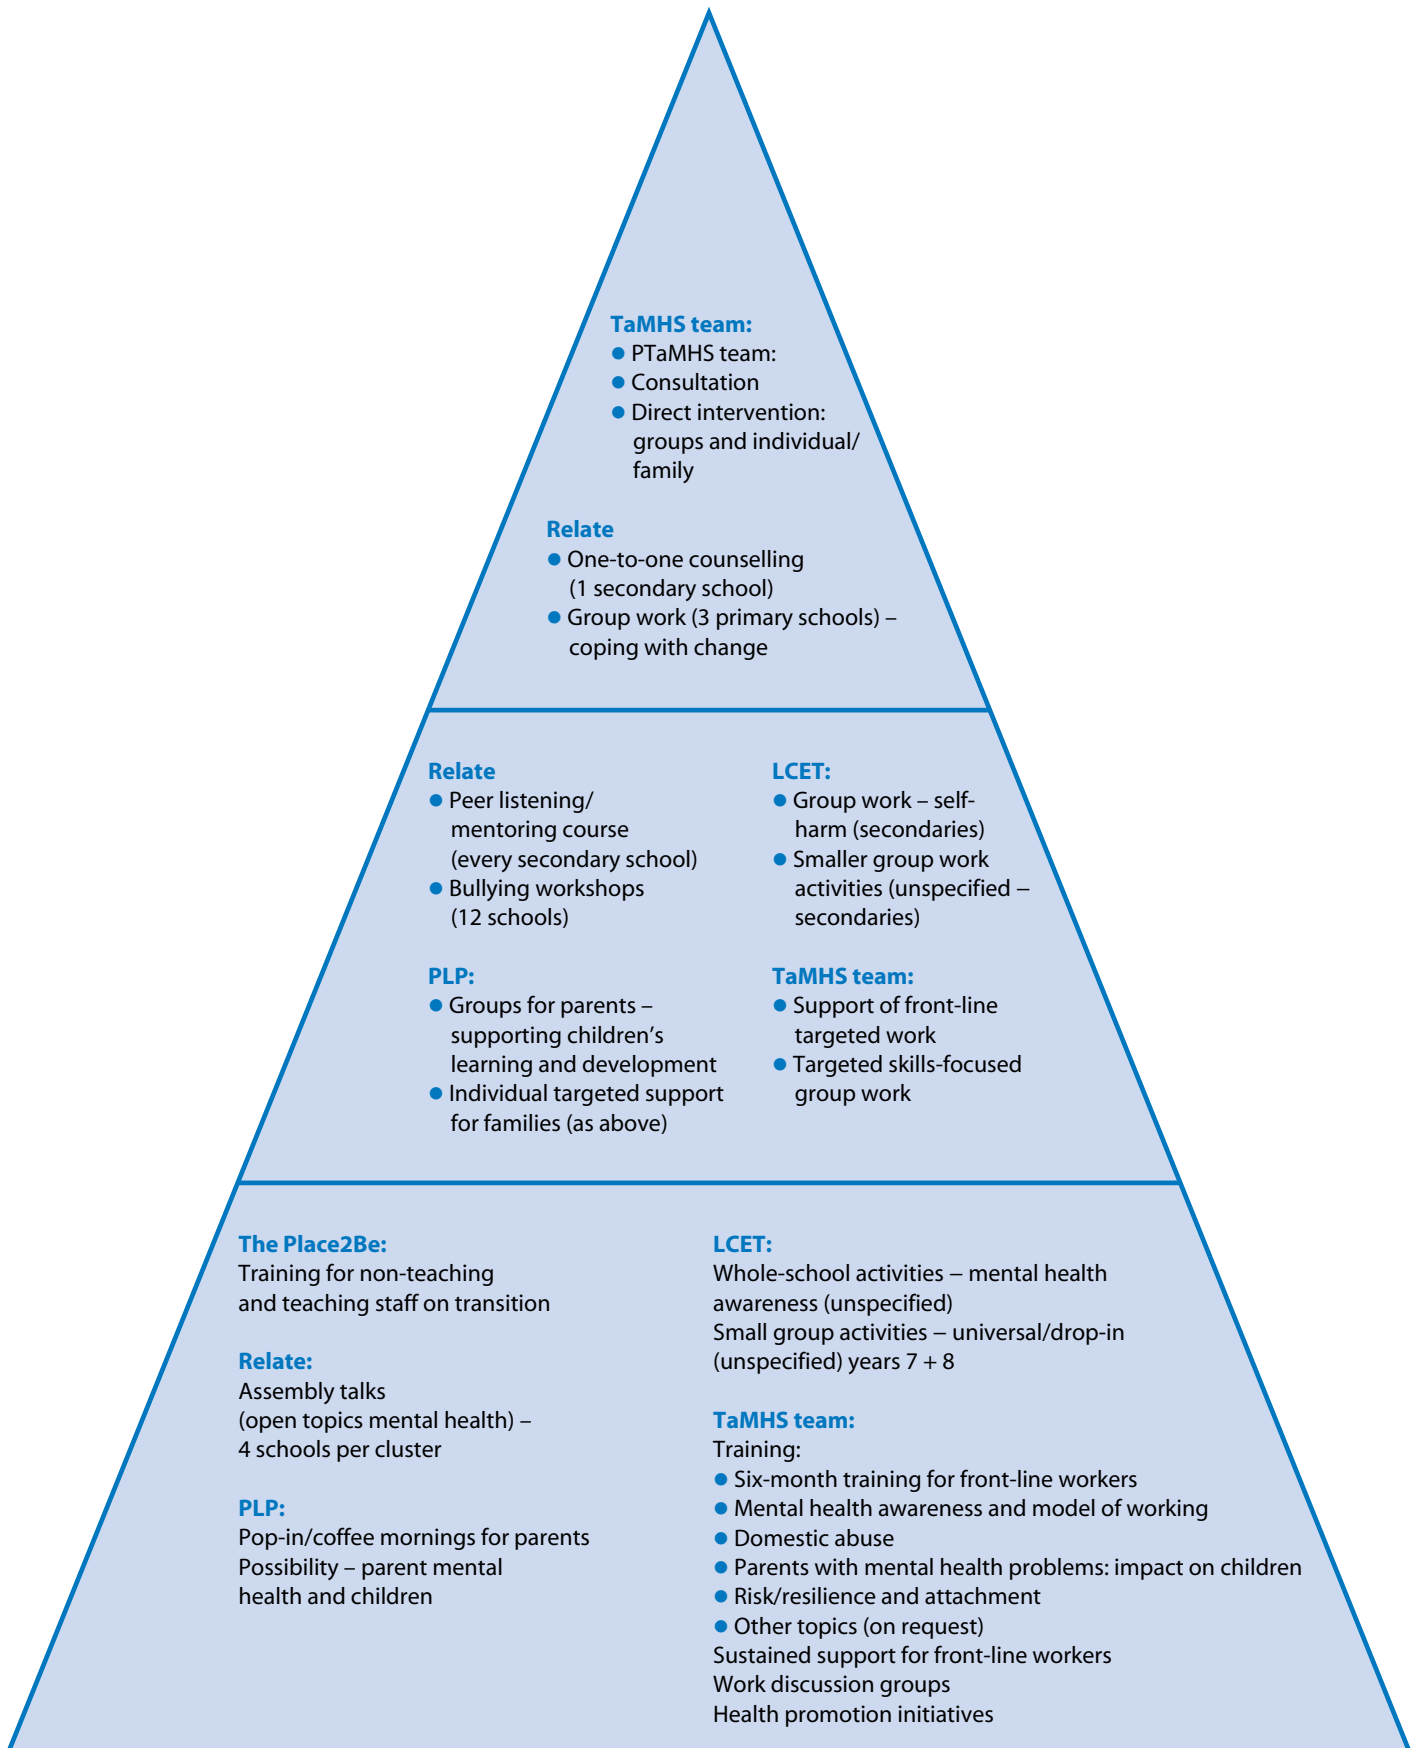 TaMHS team:
● PTaMHS team:
● Consultation
● Direct intervention:
groups and individual/
family
Relate
● One-to-one counselling
(1 secondary school)
● Group work (3 primary schools) –
coping with change
Relate
● Peer listening/
mentoring course
(every secondary school)
● Bullying workshops
(12 schools)
PLP:
● Groups for parents –
supporting children’s
learning and development
● Individual targeted support
for families (as above)
LCET:
● Group work – self-
harm (secondaries)
● Smaller group work
activities (unspecified –
secondaries)
TaMHS team:
● Support of front-line
targeted work
● Targeted skills-focused
group work
The Place2Be:
Training for non-teaching
and teaching staff on transition
Relate:
Assembly talks
(open topics mental health) –
4 schools per cluster
PLP:
Pop-in/coffee mornings for parents
Possibility – parent mental
health and children
LCET:
Whole-school activities – mental health
awareness (unspecified)
Small group activities – universal/drop-in
(unspecified) years 7 + 8
TaMHS team:
Training:
● Six-month training for front-line workers
● Mental health awareness and model of working
● Domestic abuse
● Parents with mental health problems: impact on children
● Risk/resilience and attachment
● Other topics (on request)
Sustained support for front-line workers
Work discussion groups
Health promotion initiatives